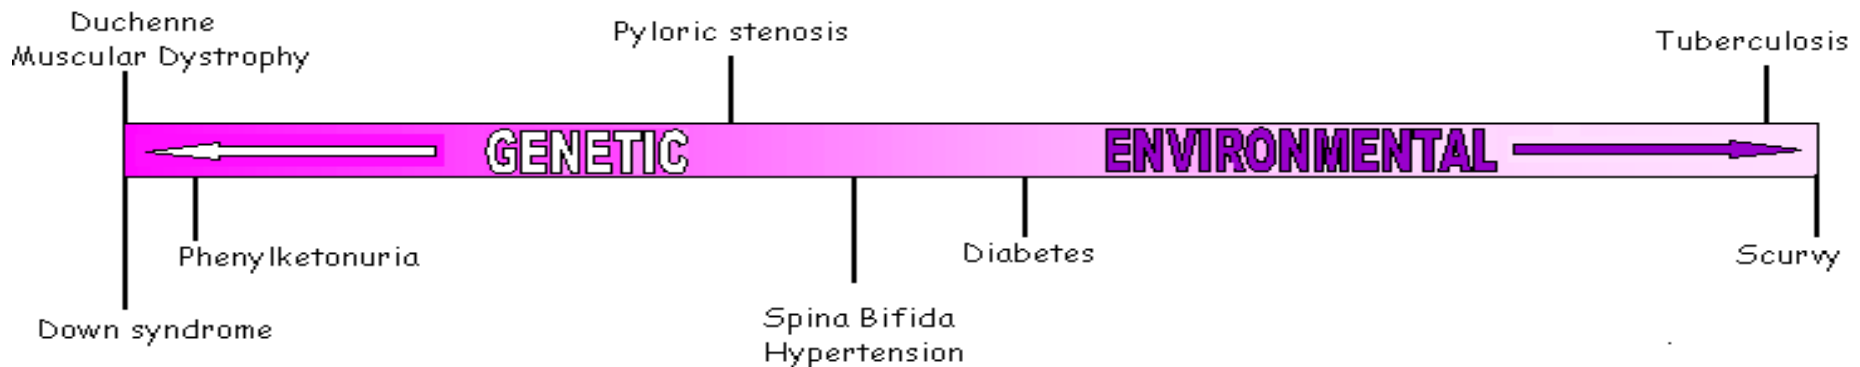 Duchenne
Muscular Dystrophy
Pyloric stenosis
Tuberculosis
GENETIC
ENVIRONMENTAL
Phenylketonuria
Diabetes
Scurvy
Down syndrome
Spina Bifida
Hypertension